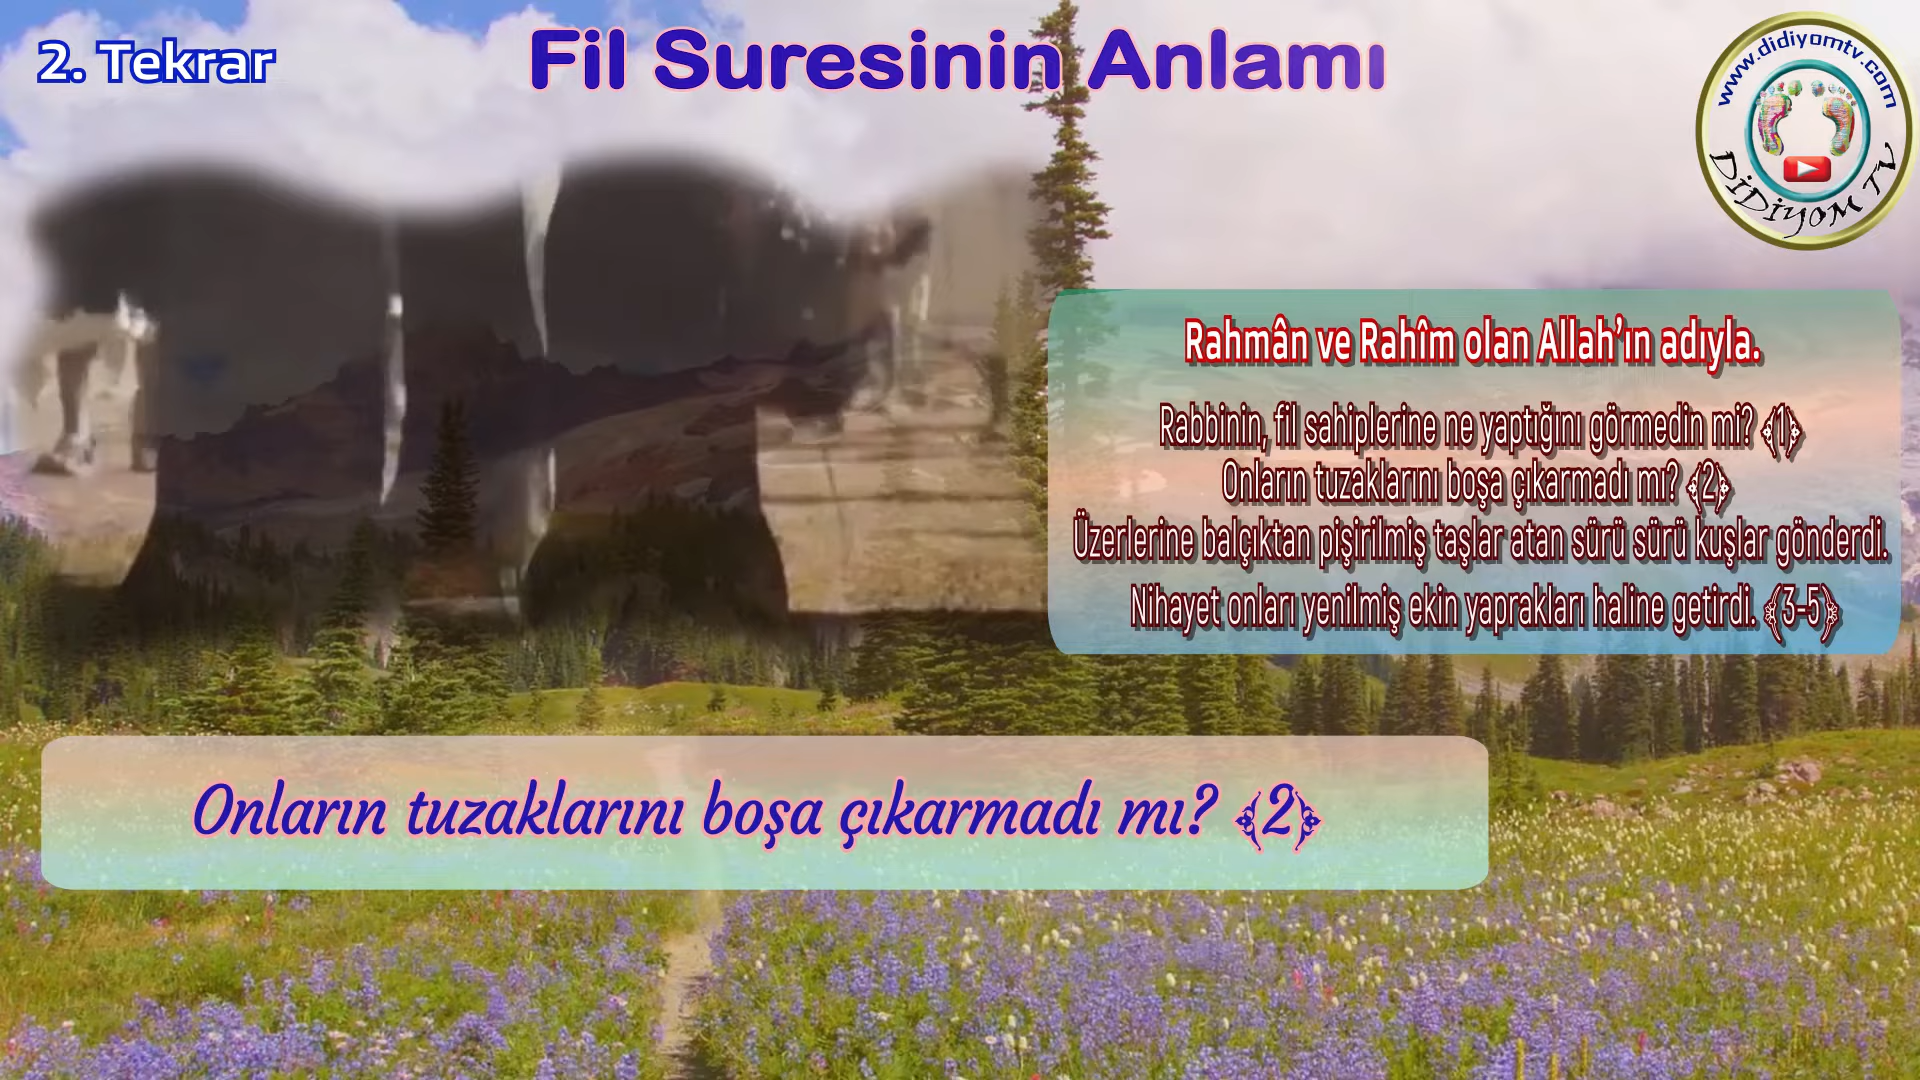 2. Tekrar
Fil Suresinin Anlamı
www.didiyomtv.com
DİDİYOM TV
Rahmân ve Rahîm olan Allah’ın adıyla.
Rabbinin, fil sahiplerine ne yaptığını görmedin mi? ﴾1﴿
Onların tuzaklarını boşa çıkarmadı mı? ﴾2﴿
Üzerlerine balçıktan pişirilmiş taşlar atan sürü sürü kuşlar gönderdi.
Nihayet onları yenilmiş ekin yaprakları haline getirdi. ﴾3-5﴿
Onların tuzaklarını boşa çıkarmadı mı? ﴾2﴿